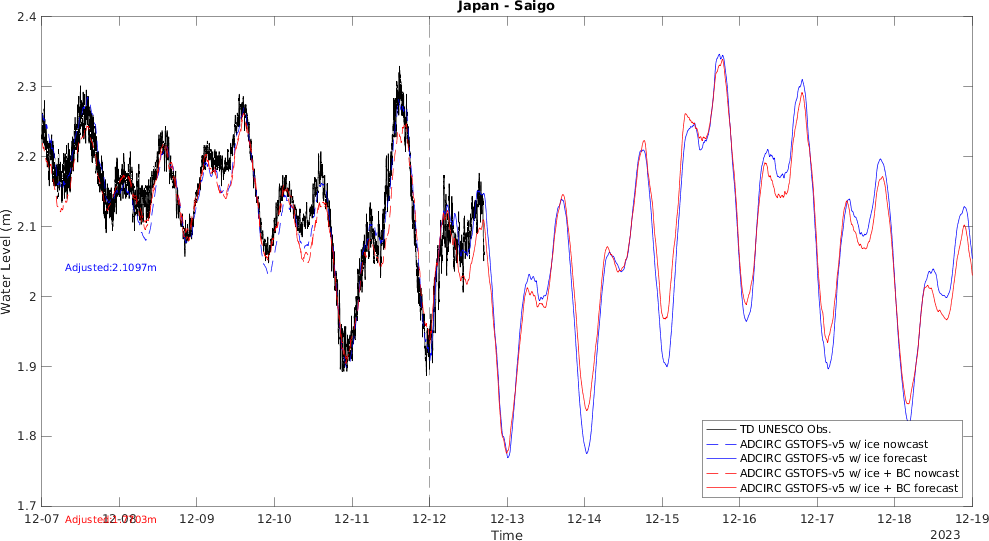 Japan - Saigo
2.4
2.3
2.2
2.1
2
1.9
1.8
1.7
Water Level (m)
Adjusted:2.1097m
TD UNESCO Obs.
ADCIRC GSTOFS-v5 w/ ice nowcast
ADCIRC GSTOFS-v5 w/ ice forecast
ADCIRC GSTOFS-v5 w/ ice + BC nowcast
ADCIRC GSTOFS-v5 w/ ice + BC forecast
12-07 12-08 12-09 12-10 12-11 12-12 12-13 12-14 12-15 12-16 12-17 12-18 12-19
Time
2023